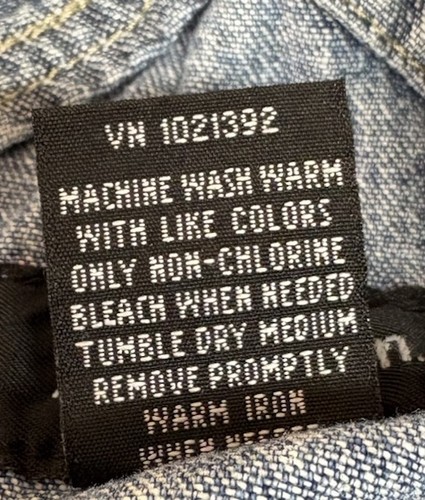 VN 1021392
MACHINE WASH WARM
WITH LIKE COLORS
ONLY NON-CHLORINE
BLEACH WHEN NEEDED
TUMBLE DRY MEDIUM
REMOVE PROMPTLY
WARM IRON
WHEN